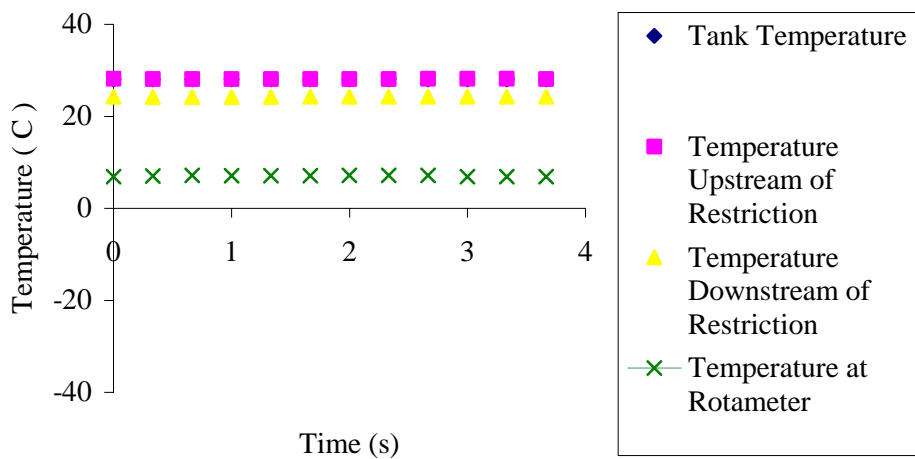 40
20
0
-20
-40
0
1
2
3
4
Temperature ( C )
Time (s)
Tank Temperature
Temperature
Upstream of
Restriction
Temperature
Downstream of
Restriction
Temperature at
Rotameter